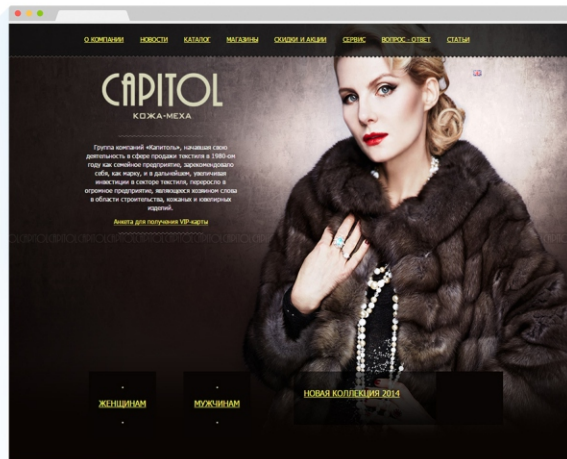 О КОМПАНИИ НОВОСТИ КАТАЛОГ МАГАЗИНЫ СКИДКИ И АКЦИИ СЕРВИС ВОПРОС - ОТВЕТ СТАТЬИ
CAPITOL
КОЖА-МЕХА
Группа компаний «Капитоль», начавшая свою
деятельность в сфере продажи текстиля в 1980-ом
году как семейное предприятие, зарекомендовало
себя, как марку, и в дальнейшем, увеличивая
инвестиции в секторе текстиля, переросло в
огромное предприятие, являющееся хозяином слова
в области строительства, кожаных и ювелирных
изделий.
Анкета для получения VIP-карты
ЖЕНЩИНАМ
МУЖЧИНАМ
НОВАЯ КОЛЛЕКЦИЯ 2014